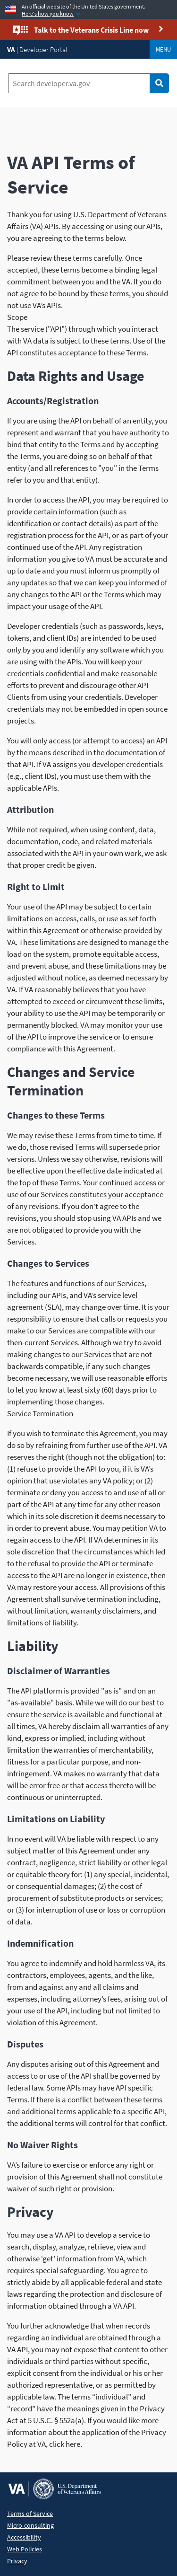 An official website of the United States government.
Here's how you know
Talk to the Veterans Crisis Line now
VA | Developer Portal
MENU
Search developer.va.gov
VA API Terms of
Service
Thank you for using U.S. Department of Veterans
Affairs (VA) APIs. By accessing or using our APIs,
you are agreeing to the terms below.
Please review these terms carefully. Once
accepted, these terms become a binding legal
commitment between you and the VA. If you do
not agree to be bound by these terms, you should
not use VA's APIs.
Scope
The service ("API") through which you interact
with VA data is subject to these terms. Use of the
API constitutes acceptance to these Terms.
Data Rights and Usage
Accounts/Registration
If you are using the API on behalf of an entity, you
represent and warrant that you have authority to
bind that entity to the Terms and by accepting
the Terms, you are doing so on behalf of that
entity (and all references to "you" in the Terms
refer to you and that entity).
In order to access the API, you may be required to
provide certain information (such as
identification or contact details) as part of the
registration process for the API, or as part of your
continued use of the API. Any registration
information you give to VA must be accurate and
up to date and you must inform us promptly of
any updates so that we can keep you informed of
any changes to the API or the Terms which may
impact your usage of the API.
Developer credentials (such as passwords, keys,
tokens, and client IDs) are intended to be used
only by you and identify any software which you
are using with the APIs. You will keep your
credentials confidential and make reasonable
efforts to prevent and discourage other API
Clients from using your credentials. Developer
credentials may not be embedded in open source
projects.
You will only access (or attempt to access) an API
by the means described in the documentation of
that API. If VA assigns you developer credentials
(e.g., client IDs), you must use them with the
applicable APIs.
Attribution
While not required, when using content, data,
documentation, code, and related materials
associated with the API in your own work, we ask
that proper credit be given.
Right to Limit
Your use of the API may be subject to certain
limitations on access, calls, or use as set forth
within this Agreement or otherwise provided by
VA. These limitations are designed to manage the
load on the system, promote equitable access,
and prevent abuse, and these limitations may be
adjusted without notice, as deemed necessary by
VA. If VA reasonably believes that you have
attempted to exceed or circumvent these limits,
your ability to use the API may be temporarily or
permanently blocked. VA may monitor your use
of the API to improve the service or to ensure
compliance with this Agreement.
Changes and Service
Termination
Changes to these Terms
We may revise these Terms from time to time. If
we do, those revised Terms will supersede prior
versions. Unless we say otherwise, revisions will
be effective upon the effective date indicated at
the top of these Terms. Your continued access or
use of our Services constitutes your acceptance
of any revisions. If you don't agree to the
revisions, you should stop using VA APIs and we
are not obligated to provide you with the
Services.
Changes to Services
The features and functions of our Services,
including our APIs, and VA's service level
agreement (SLA), may change over time. It is your
responsibility to ensure that calls or requests you
make to our Services are compatible with our
then-current Services. Although we try to avoid
making changes to our Services that are not
backwards compatible, if any such changes
become necessary, we will use reasonable efforts
to let you know at least sixty (60) days prior to
implementing those changes.
Service Termination
If you wish to terminate this Agreement, you may
do so by refraining from further use of the API. VA
reserves the right (though not the obligation) to:
(1) refuse to provide the API to you, if it is VA's
opinion that use violates any VA policy; or (2)
terminate or deny you access to and use of all or
part of the API at any time for any other reason
which in its sole discretion it deems necessary in
order to prevent abuse. You may petition VA to
regain access to the API. If VA determines in its
sole discretion that the circumstances which led
to the refusal to provide the API or terminate
access to the API are no longer in existence, then
VA may restore your access. All provisions of this
Agreement shall survive termination including,
without limitation, warranty disclaimers, and
limitations of liability.
Liability
Disclaimer of Warranties
The API platform is provided "as is" and on an
"as-available" basis. While we will do our best to
ensure the service is available and functional at
all times, VA hereby disclaim all warranties of any
kind, express or implied, including without
limitation the warranties of merchantability,
fitness for a particular purpose, and non-
infringement. VA makes no warranty that data
will be error free or that access thereto will be
continuous or uninterrupted.
Limitations on Liability
In no event will VA be liable with respect to any
subject matter of this Agreement under any
contract, negligence, strict liability or other legal
or equitable theory for: (1) any special, incidental,
or consequential damages; (2) the cost of
procurement of substitute products or services;
or (3) for interruption of use or loss or corruption
of data.
Indemnification
You agree to indemnify and hold harmless VA, its
contractors, employees, agents, and the like,
from and against any and all claims and
expenses, including attorney's fees, arising out of
your use of the API, including but not limited to
violation of this Agreement.
Disputes
Any disputes arising out of this Agreement and
access to or use of the API shall be governed by
federal law. Some APIs may have API specific
Terms. If there is a conflict between these terms
and additional terms applicable to a specific API,
the additional terms will control for that conflict.
No Waiver Rights
VA's failure to exercise or enforce any right or
provision of this Agreement shall not constitute
waiver of such right or provision.
Privacy
You may use a VA API to develop a service to
search, display, analyze, retrieve, view and
otherwise 'get' information from VA, which
requires special safeguarding. You agree to
strictly abide by all applicable federal and state
laws regarding the protection and disclosure of
information obtained through a VA API.
You further acknowledge that when records
regarding an individual are obtained through a
VA API, you may not expose that content to other
individuals or third parties without specific,
explicit consent from the individual or his or her
authorized representative, or as permitted by
applicable law. The terms "individual" and
"record" have the meanings given in the Privacy
Act at 5 U.S.C. § 552a(a). If you would like more
information about the application of the Privacy
Policy at VA, click here.
VA
U.S. Department
of Veterans Affairs
Terms of Service
Micro-consulting
Accessibility
Web Policies
Privacy